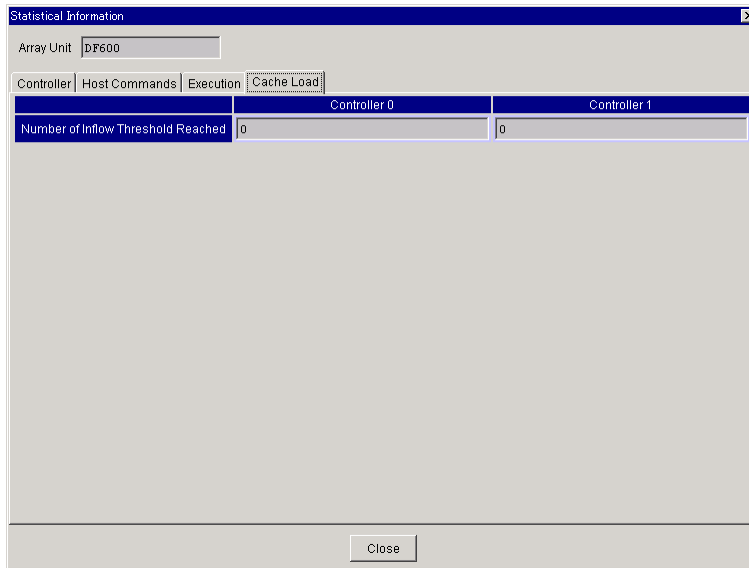 Statistical Information
Array Unit DF600
Controller Host Commands Execution Cache Load
Controller 0 Controller 1
Number of Inflow Threshold Reached 0 0
Close